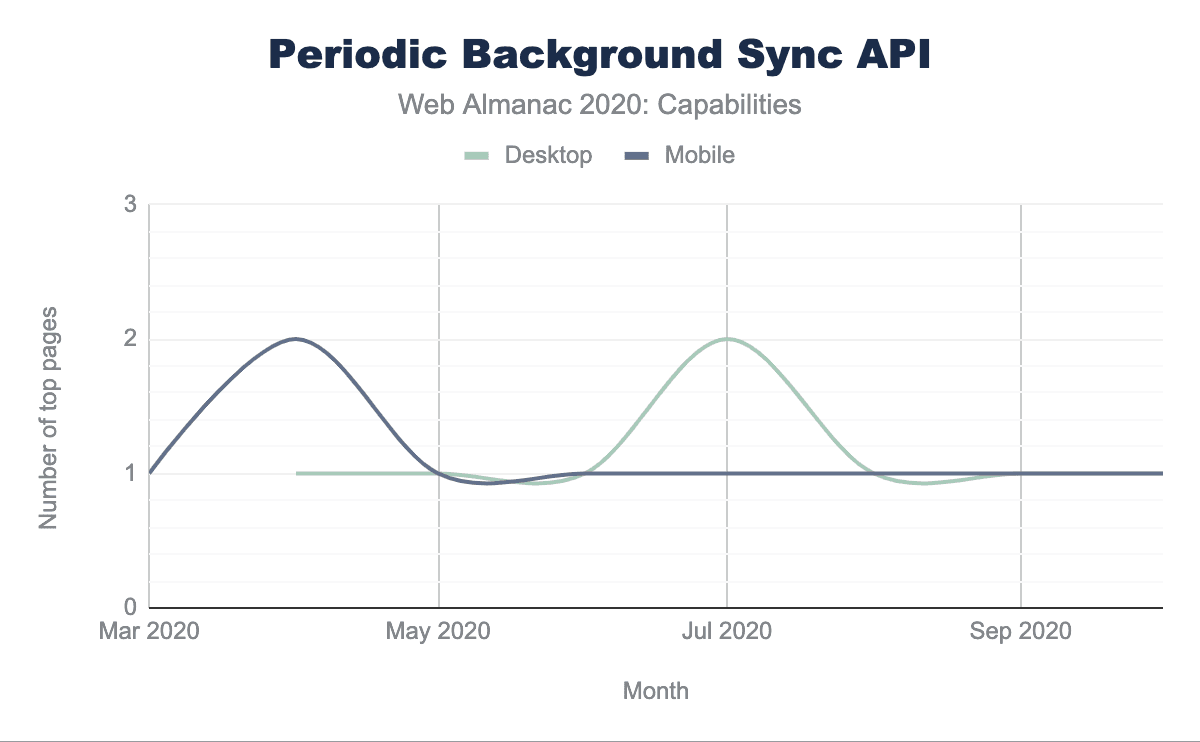 Periodic Background Sync API
Web Almanac 2020: Capabilities
Desktop Mobile
3
2
1
0
Number of top pages
Mar 2020 May 2020 Jul 2020 Sep 2020
Month